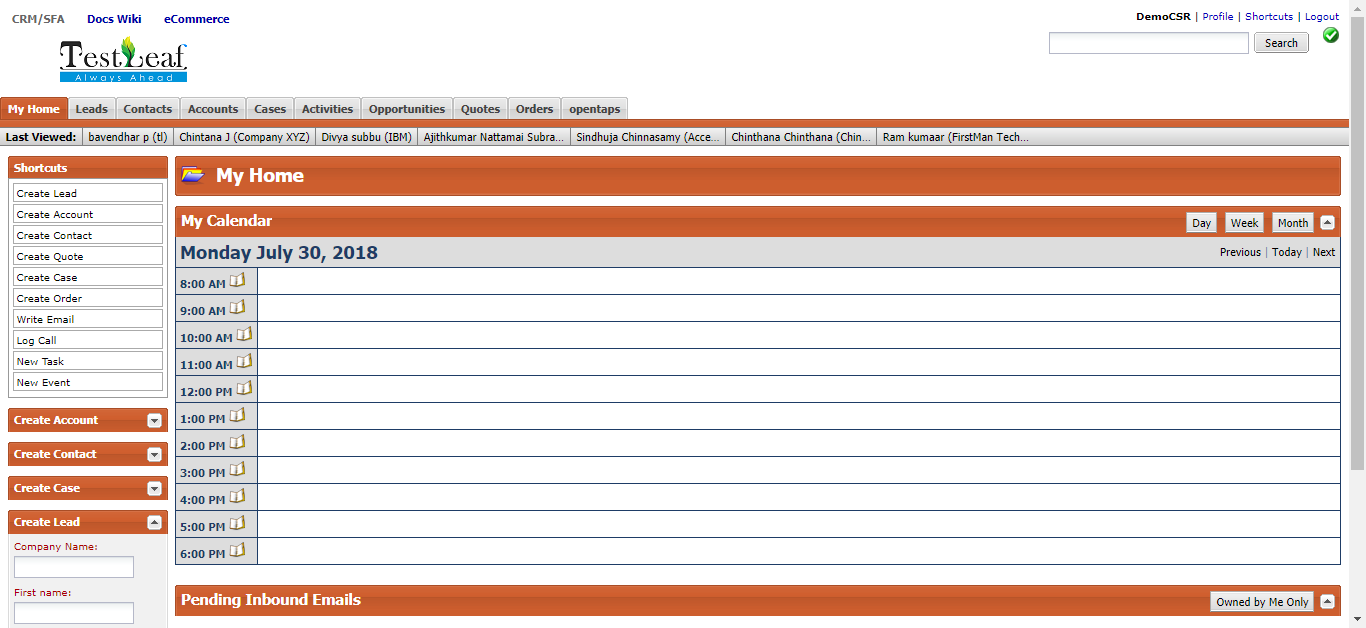 CRM/SFA Docs Wiki eCommerce
DemoCSR | Profile | Shortcuts | Logout
Search
TestLeaf
Always Ahead
My Home Leads Contacts Accounts Cases Activities Opportunities Quotes Orders opentaps
Last Viewed: bavendhar p (tl) Chintana J (Company XYZ) Divya subbu (IBM) Ajithkumar Nattamai Subra... Sindhuja Chinnasamy (Acce... Chinthana Chinthana (Chin... Ram kumaar (FirstMan Tech...
Shortcuts
Create Lead
Create Account
Create Contact
Create Quote
Create Case
Create Order
Write Email
Log Call
New Task
New Event
Create Account
Create Contact
Create Case
Create Lead
Company Name:
First name:
My Home
My Calendar Day Week Month
Monday July 30, 2018 Previous | Today | Next
8:00 AM
9:00 AM
10:00 AM
11:00 AM
12:00 PM
1:00 PM
2:00 PM
3:00 PM
4:00 PM
5:00 PM
6:00 PM
Pending Inbound Emails Owned by Me Only